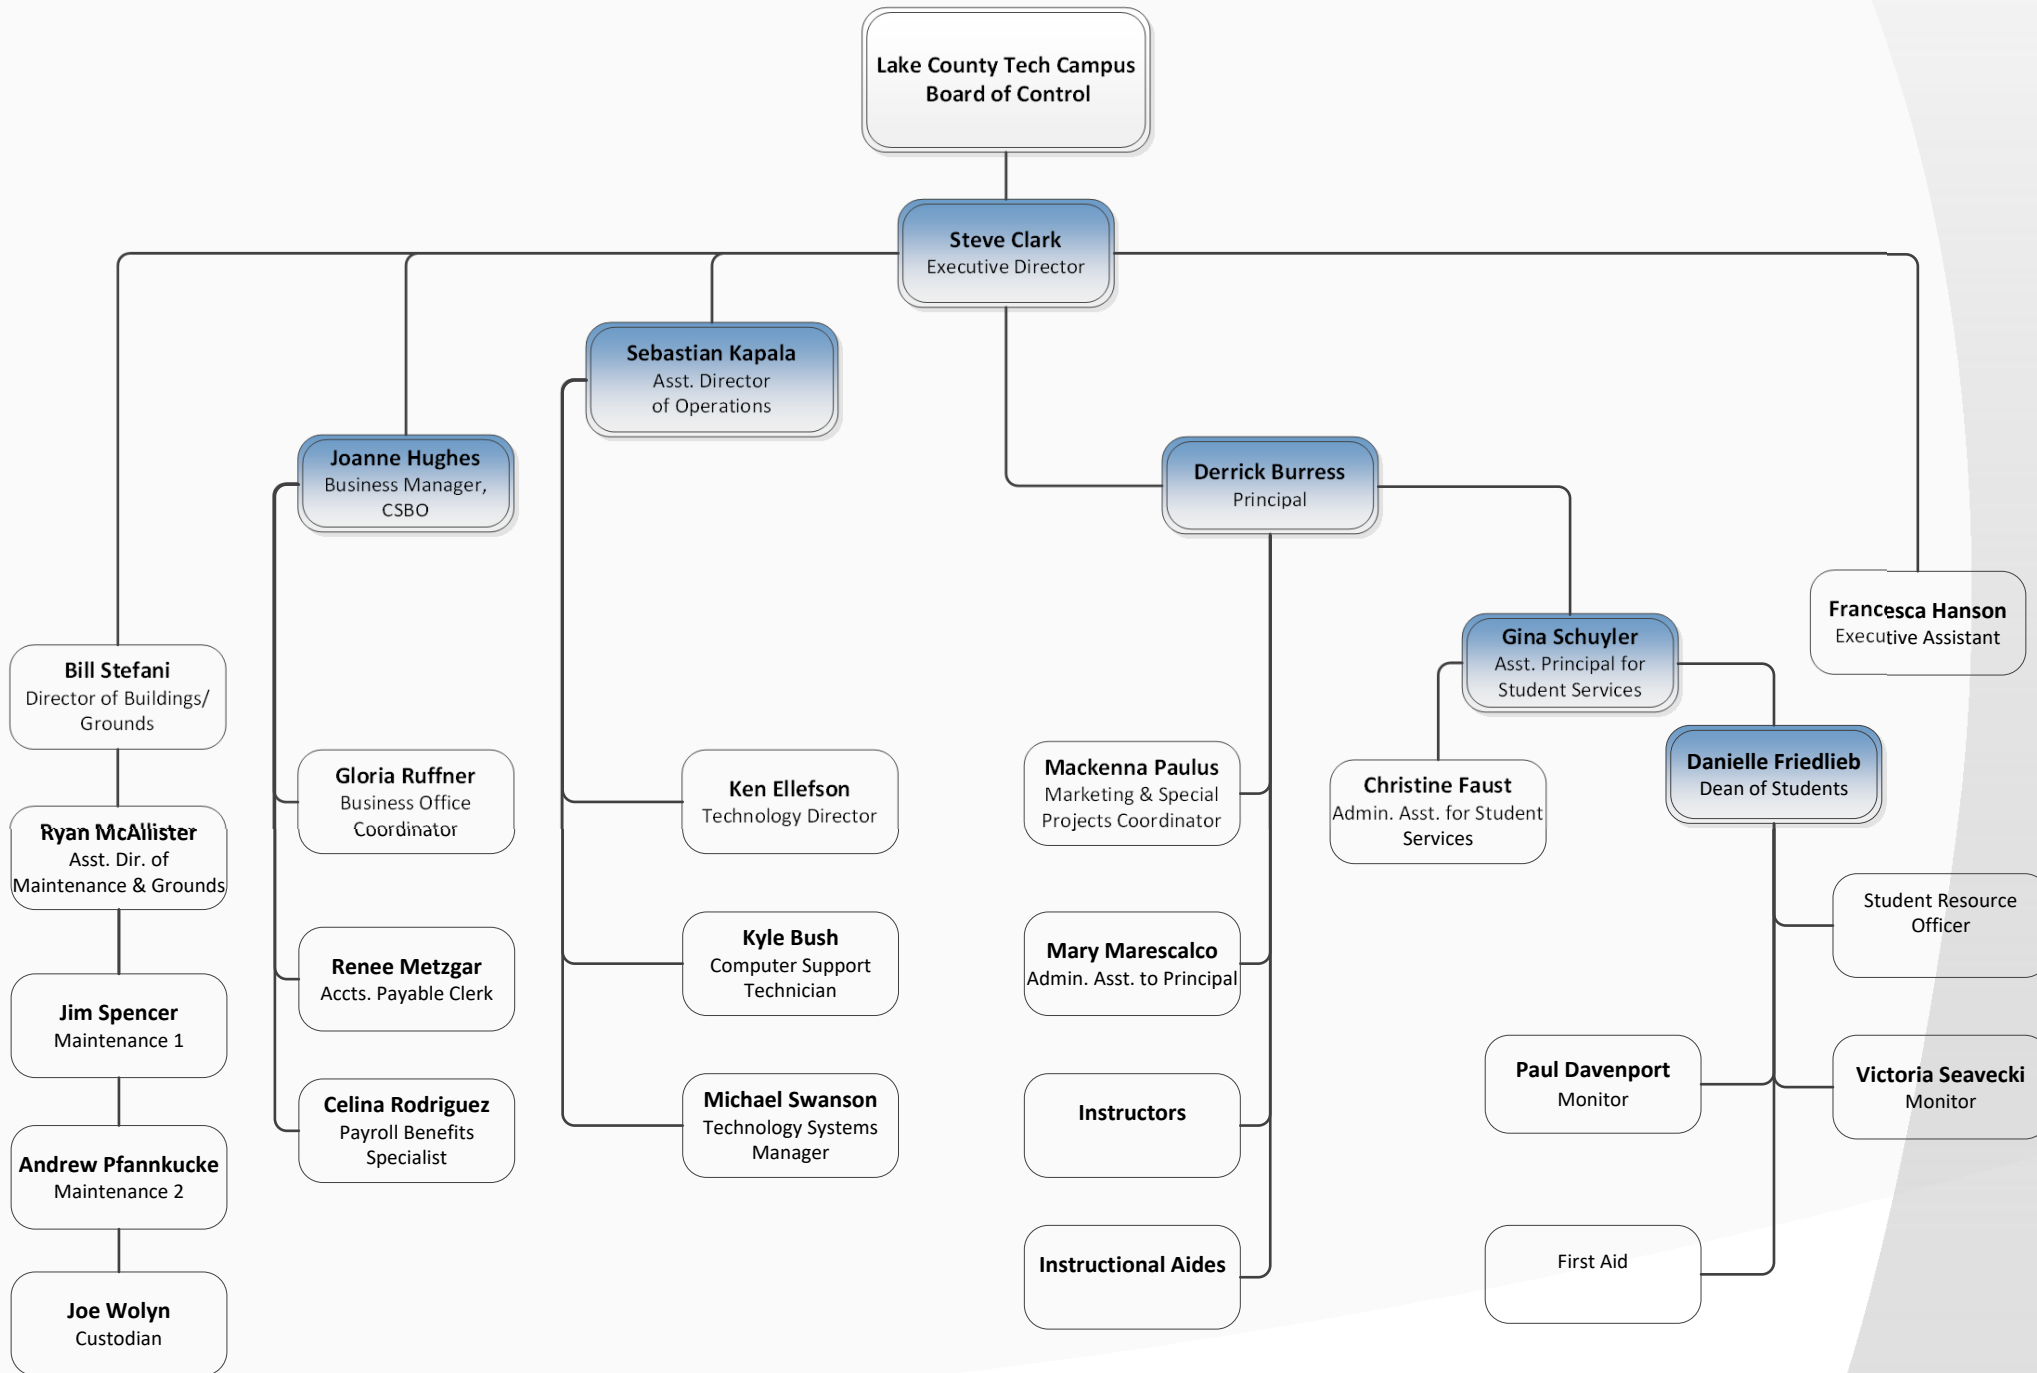 Lake County Tech Campus
Board of Control
Steve Clark
Executive Director
Sebastian Kapala
Asst. Director
of Operations
Joanne Hughes
Business Manager,
CSBO
Derrick Burress
Principal
Francesca Hanson
Executive Assistant
Gina Schuyler
Asst. Principal for
Student Services
Bill Stefani
Director of Buildings/
Grounds
Danielle Friedlieb
Dean of Students
Gloria Ruffner
Business Office
Coordinator
Ken Ellefson
Technology Director
Mackenna Paulus
Marketing & Special
Projects Coordinator
Christine Faust
Admin. Asst. for Student
Services
Ryan McAllister
Asst. Dir. of
Maintenance & Grounds
Student Resource
Officer
Renee Metzgar
Accts. Payable Clerk
Kyle Bush
Computer Support
Technician
Mary Marescalco
Admin. Asst. to Principal
Jim Spencer
Maintenance 1
Paul Davenport
Monitor
Victoria Seavecki
Monitor
Celina Rodriguez
Payroll Benefits
Specialist
Michael Swanson
Technology Systems
Manager
Instructors
Andrew Pfannkucke
Maintenance 2
Instructional Aides
First Aid
Joe Wolyn
Custodian